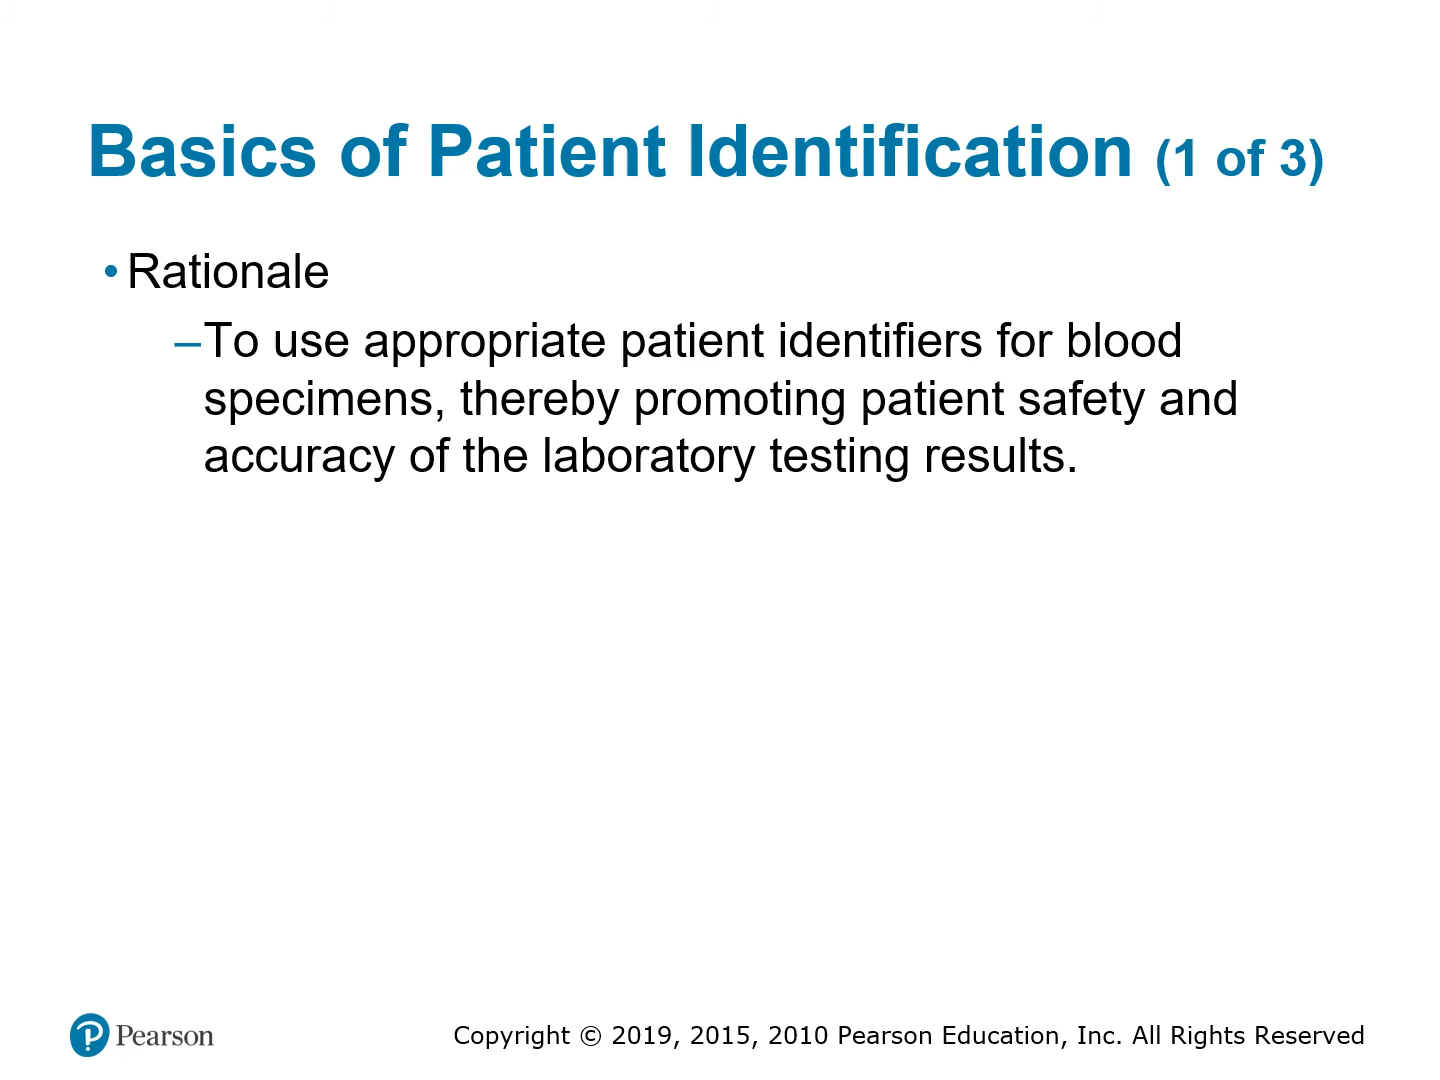 Basics of Patient Identification (1 of 3)
• Rationale
–To use appropriate patient identifiers for blood
specimens, thereby promoting patient safety and
accuracy of the laboratory testing results.
Pearson
Copyright © 2019, 2015, 2010 Pearson Education, Inc. All Rights Reserved